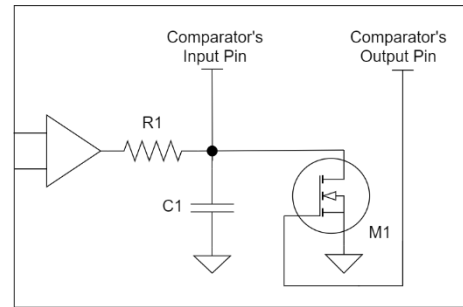 Comparator's
Input Pin
Comparator's
Output Pin
R1
C1
M1